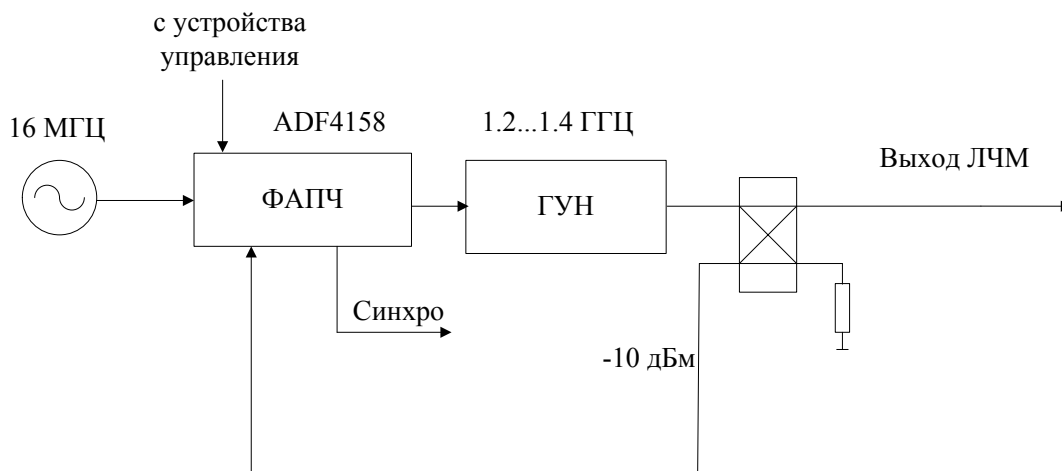 с устройства
управления
16 МГЦ
ADF4158
1.2...1.4 ГГЦ
Выход ЛЧМ
ФАПЧ
ГУН
Синхро
-10 дБм